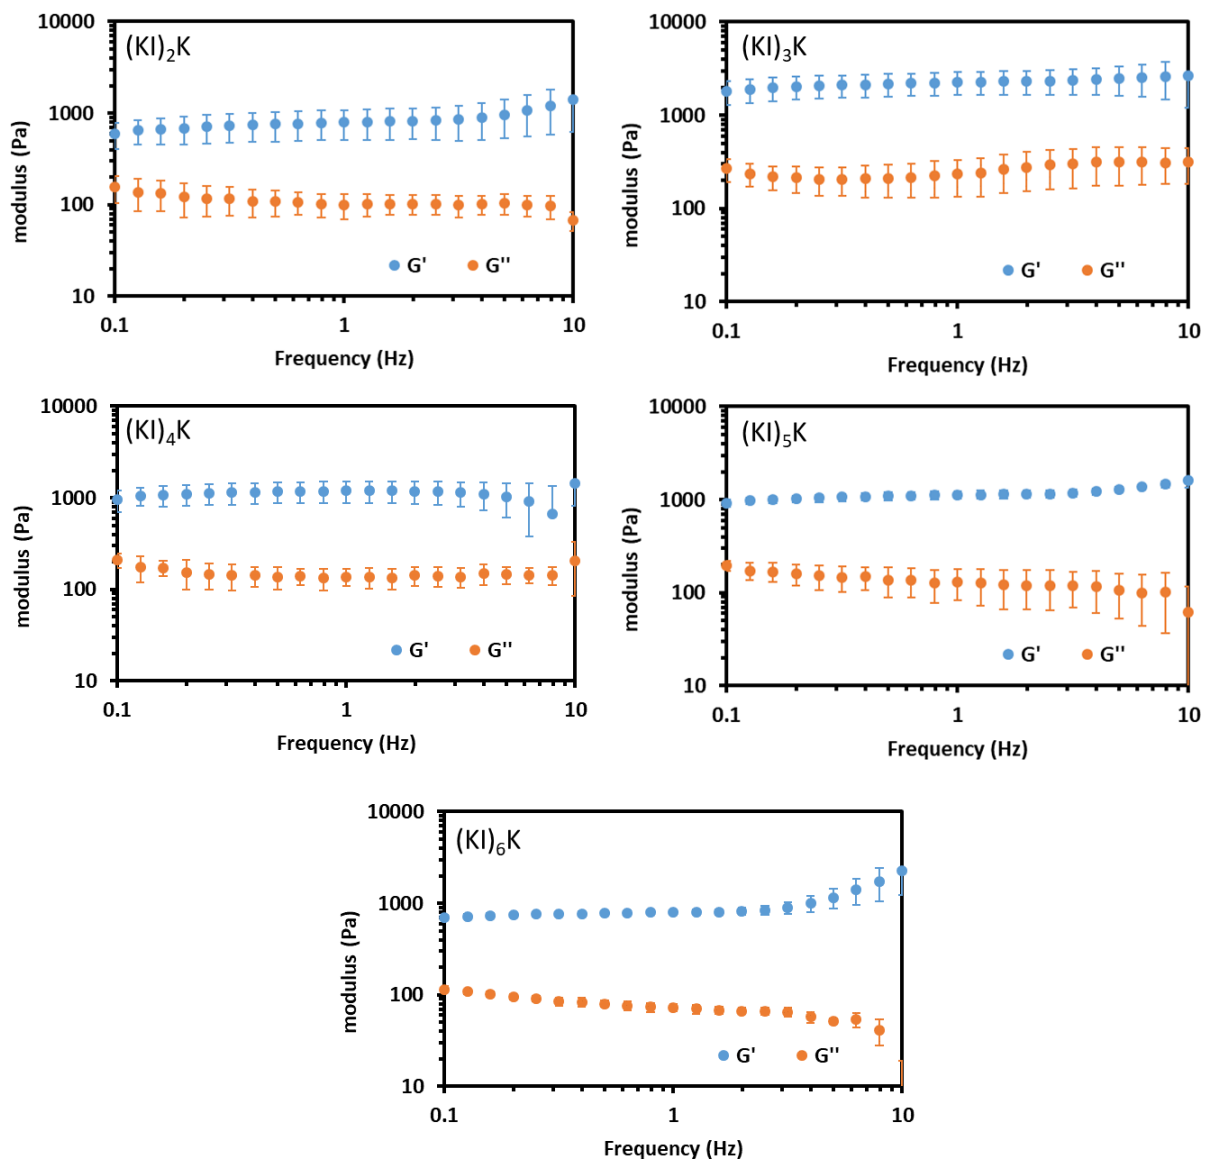 (KI)₂K
10000
1000
100
10
modulus (Pa)
G' G''
0.1 1 10
Frequency (Hz)
(KI)₃K
10000
1000
100
10
modulus (Pa)
G' G''
0.1 1 10
Frequency (Hz)
(KI)₄K
10000
1000
100
10
modulus (Pa)
G' G''
0.1 1 10
Frequency (Hz)
(KI)₅K
10000
1000
100
10
modulus (Pa)
G' G''
0.1 1 10
Frequency (Hz)
(KI)₆K
10000
1000
100
10
modulus (Pa)
G' G''
0.1 1 10
Frequency (Hz)